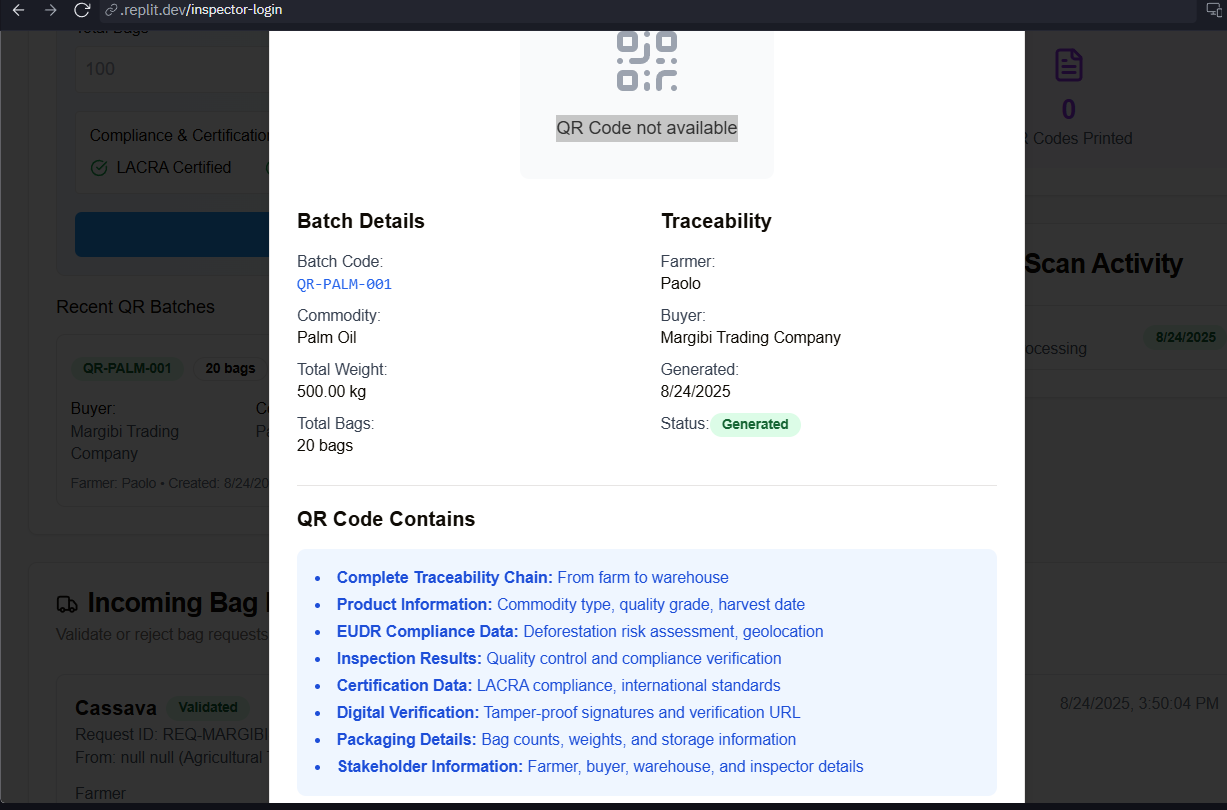 .replit.dev/inspector-login
Total Bags
100
Compliance & Certification
LACRA Certified
Recent QR Batches
QR-PALM-001
20 bags
Buyer:
Margibi Trading
Company
Farmer: Paolo • Created: 8/24/20
Incoming Bag
Validate or reject bag requests
Cassava
Validated
Request ID: REQ-MARGIBI
From: null null (Agricultural
Farmer
QR Code not available
Batch Details
Batch Code:
QR-PALM-001
Commodity:
Palm Oil
Total Weight:
500.00 kg
Total Bags:
20 bags
Traceability
Farmer:
Paolo
Buyer:
Margibi Trading Company
Generated:
8/24/2025
Status: Generated
QR Code Contains
• Complete Traceability Chain: From farm to warehouse
• Product Information: Commodity type, quality grade, harvest date
• EUDR Compliance Data: Deforestation risk assessment, geolocation
• Inspection Results: Quality control and compliance verification
• Certification Data: LACRA compliance, international standards
• Digital Verification: Tamper-proof signatures and verification URL
• Packaging Details: Bag counts, weights, and storage information
• Stakeholder Information: Farmer, buyer, warehouse, and inspector details
0
Codes Printed
Scan Activity
ocessing
8/24/2025
8/24/2025, 3:50:04 PM